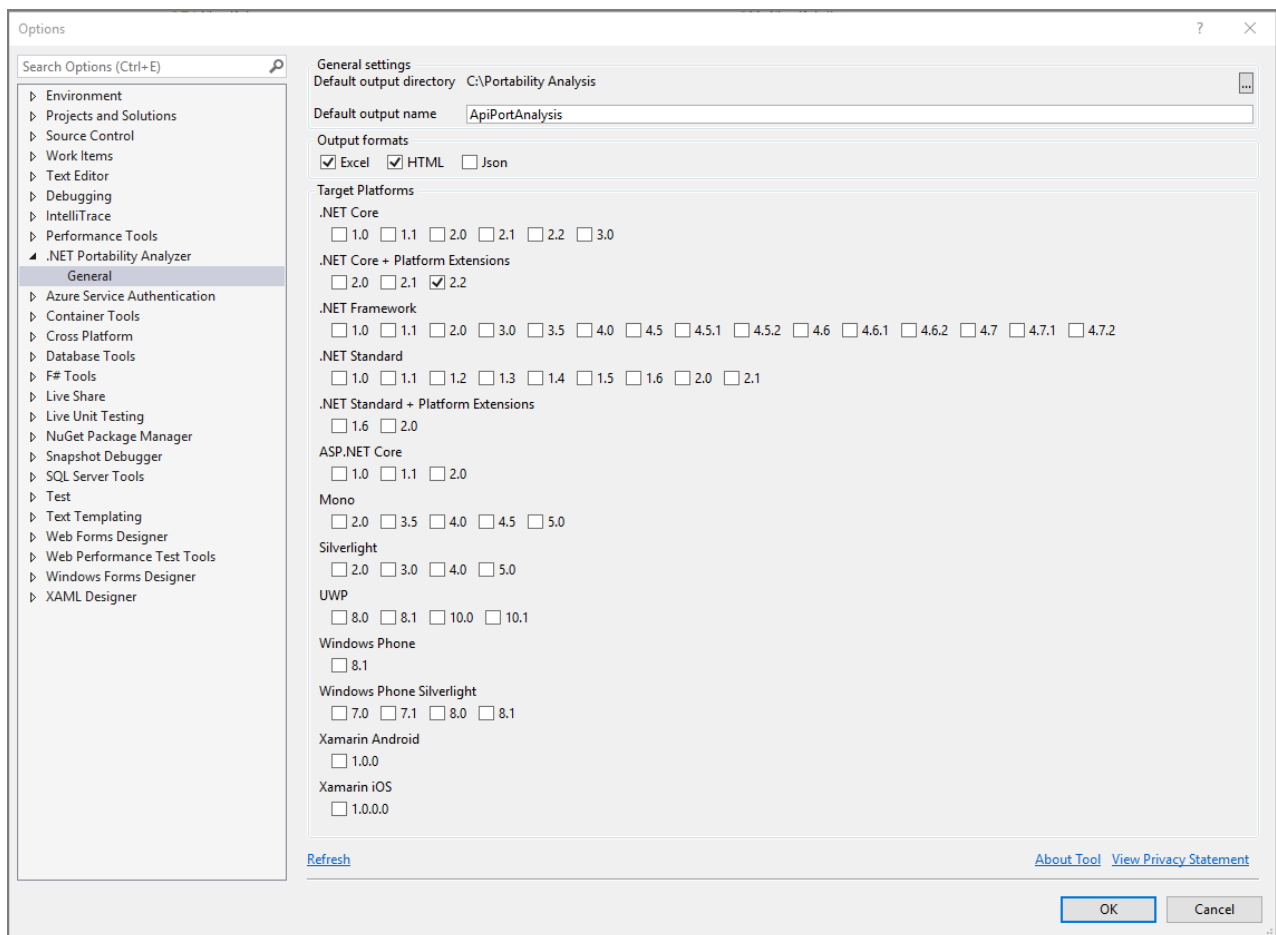 Options
Search Options (Ctrl+E)
Environment
Projects and Solutions
Source Control
Work Items
Text Editor
Debugging
IntelliTrace
Performance Tools
.NET Portability Analyzer
General
Azure Service Authentication
Container Tools
Cross Platform
Database Tools
F# Tools
Live Share
Live Unit Testing
NuGet Package Manager
Snapshot Debugger
SQL Server Tools
Test
Text Templating
Web Forms Designer
Web Performance Test Tools
Windows Forms Designer
XAML Designer
General settings
Default output directory C:\Portability Analysis ...
Default output name ApiPortAnalysis
Output formats
Excel HTML Json
Target Platforms
.NET Core
1.0 1.1 2.0 2.1 2.2 3.0
.NET Core + Platform Extensions
2.0 2.1 2.2
.NET Framework
1.0 1.1 2.0 3.0 3.5 4.0 4.5 4.5.1 4.5.2 4.6 4.6.1 4.6.2 4.7 4.7.1 4.7.2
.NET Standard
1.0 1.1 1.2 1.3 1.4 1.5 1.6 2.0 2.1
.NET Standard + Platform Extensions
1.6 2.0
ASP.NET Core
1.0 1.1 2.0
Mono
2.0 3.5 4.0 4.5 5.0
Silverlight
2.0 3.0 4.0 5.0
UWP
8.0 8.1 10.0 10.1
Windows Phone
8.1
Windows Phone Silverlight
7.0 7.1 8.0 8.1
Xamarin Android
1.0.0
Xamarin iOS
1.0.0.0
Refresh About Tool View Privacy Statement
OK Cancel